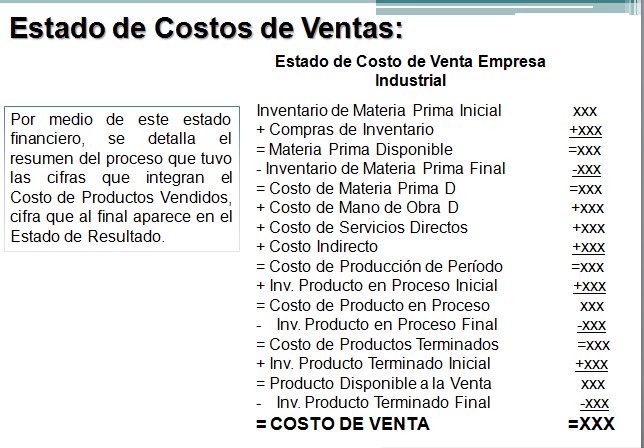 Estado de Costos de Ventas:
Estado de Costo de Venta Empresa
Industrial
Por medio de este estado
financiero, se detalla el
resumen del proceso que tuvo
las cifras que integran el
Costo de Productos Vendidos,
cifra que al final aparece en el
Estado de Resultado.
Inventario de Materia Prima Inicial xxx
+ Compras de Inventario +xxx
= Materia Prima Disponible =xxx
- Inventario de Materia Prima Final -xxx
= Costo de Materia Prima D =xxx
+ Costo de Mano de Obra D +xxx
+ Costo de Servicios Directos +xxx
+ Costo Indirecto +xxx
= Costo de Producción de Período =xxx
+ Inv. Producto en Proceso Inicial +xxx
= Costo de Producto en Proceso xxx
- Inv. Producto en Proceso Final -xxx
= Costo de Productos Terminados =xxx
+ Inv. Producto Terminado Inicial +xxx
= Producto Disponible a la Venta xxx
- Inv. Producto Terminado Final -xxx
= COSTO DE VENTA =XXX